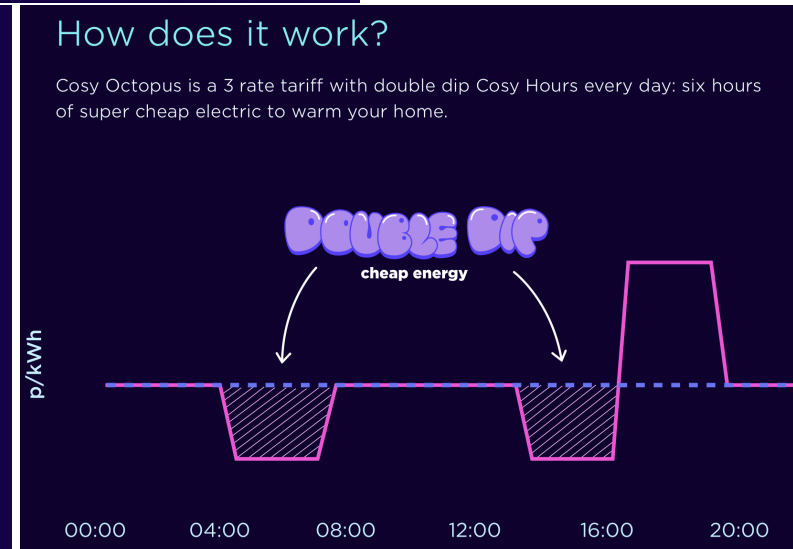 How does it work?
Cosy Octopus is a 3 rate tariff with double dip Cosy Hours every day: six hours
of super cheap electric to warm your home.
DOUBLE DIP
cheap energy
p/kWh
00:00 04:00 08:00 12:00 16:00 20:00